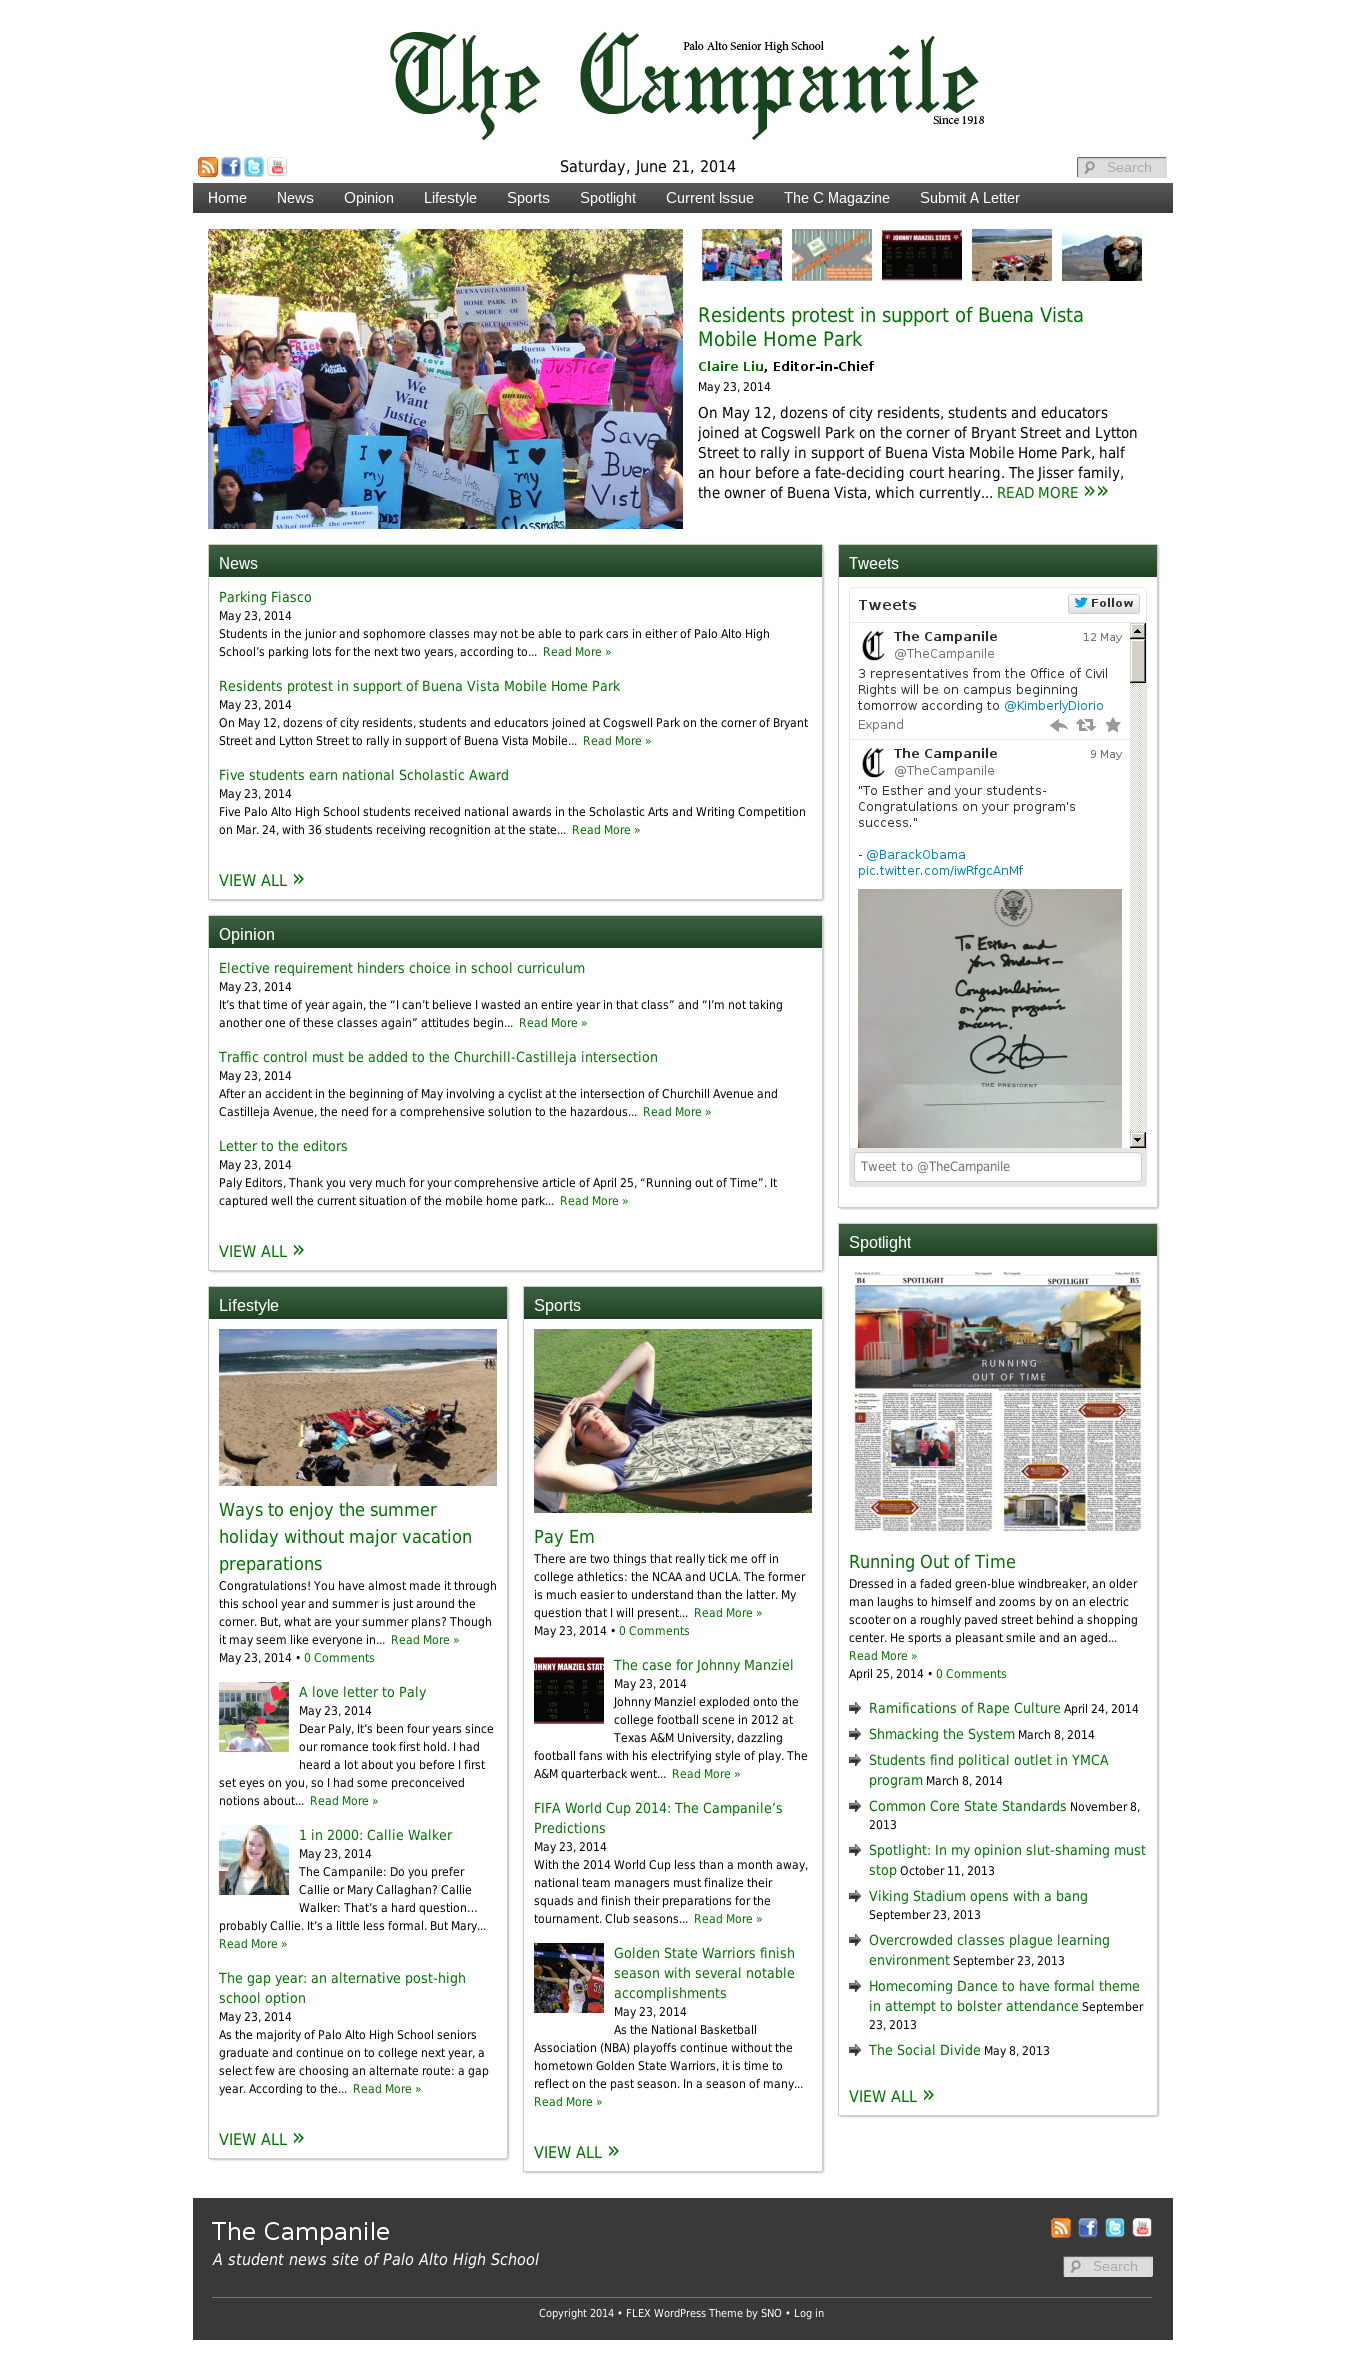 The Campanile
Palo Alto Senior High School
Since 1918
Saturday, June 21, 2014
Search
Home News Opinion Lifestyle Sports Spotlight Current Issue The C Magazine Submit A Letter
BUENA VISTA MOBILE
HOME PARK IN
A SOURCE OF
Buena Vista
Justice
We
Want
Justice
I ♥
my
BV
Help our Buena Vista
Friends
I ♥
my
BV
Classmates
Save
Buena
Vista
I am Not
Home.
What makes the owner
JOHNNY MANZIEL STATS
Residents protest in support of Buena Vista
Mobile Home Park
Claire Liu, Editor-in-Chief
May 23, 2014
On May 12, dozens of city residents, students and educators
joined at Cogswell Park on the corner of Bryant Street and Lytton
Street to rally in support of Buena Vista Mobile Home Park, half
an hour before a fate-deciding court hearing. The Jisser family,
the owner of Buena Vista, which currently... READ MORE »»
News
Parking Fiasco
May 23, 2014
Students in the junior and sophomore classes may not be able to park cars in either of Palo Alto High
School’s parking lots for the next two years, according to... Read More »
Residents protest in support of Buena Vista Mobile Home Park
May 23, 2014
On May 12, dozens of city residents, students and educators joined at Cogswell Park on the corner of Bryant
Street and Lytton Street to rally in support of Buena Vista Mobile... Read More »
Five students earn national Scholastic Award
May 23, 2014
Five Palo Alto High School students received national awards in the Scholastic Arts and Writing Competition
on Mar. 24, with 36 students receiving recognition at the state... Read More »
VIEW ALL »
Opinion
Elective requirement hinders choice in school curriculum
May 23, 2014
It’s that time of year again, the “I can’t believe I wasted an entire year in that class” and “I’m not taking
another one of these classes again” attitudes begin... Read More »
Traffic control must be added to the Churchill-Castilleja intersection
May 23, 2014
After an accident in the beginning of May involving a cyclist at the intersection of Churchill Avenue and
Castilleja Avenue, the need for a comprehensive solution to the hazardous... Read More »
Letter to the editors
May 23, 2014
Paly Editors, Thank you very much for your comprehensive article of April 25, “Running out of Time”. It
captured well the current situation of the mobile home park... Read More »
VIEW ALL »
Lifestyle
Ways to enjoy the summer
holiday without major vacation
preparations
Congratulations! You have almost made it through
this school year and summer is just around the
corner. But, what are your summer plans? Though
it may seem like everyone in... Read More »
May 23, 2014 • 0 Comments
A love letter to Paly
May 23, 2014
Dear Paly, It’s been four years since
our romance took first hold. I had
heard a lot about you before I first
set eyes on you, so I had some preconceived
notions about... Read More »
1 in 2000: Callie Walker
May 23, 2014
The Campanile: Do you prefer
Callie or Mary Callaghan? Callie
Walker: That’s a hard question…
probably Callie. It’s a little less formal. But Mary...
Read More »
The gap year: an alternative post-high
school option
May 23, 2014
As the majority of Palo Alto High School seniors
graduate and continue on to college next year, a
select few are choosing an alternate route: a gap
year. According to the... Read More »
VIEW ALL »
Sports
Pay Em
There are two things that really tick me off in
college athletics: the NCAA and UCLA. The former
is much easier to understand than the latter. My
question that I will present... Read More »
May 23, 2014 • 0 Comments
JOHNNY MANZIEL STATS
The case for Johnny Manziel
May 23, 2014
Johnny Manziel exploded onto the
college football scene in 2012 at
Texas A&M University, dazzling
football fans with his electrifying style of play. The
A&M quarterback went... Read More »
FIFA World Cup 2014: The Campanile’s
Predictions
May 23, 2014
With the 2014 World Cup less than a month away,
national team managers must finalize their
squads and finish their preparations for the
tournament. Club seasons... Read More »
Golden State Warriors finish
season with several notable
accomplishments
May 23, 2014
As the National Basketball
Association (NBA) playoffs continue without the
hometown Golden State Warriors, it is time to
reflect on the past season. In a season of many...
Read More »
VIEW ALL »
Tweets
Tweets
Follow
The Campanile 12 May
@TheCampanile
3 representatives from the Office of Civil
Rights will be on campus beginning
tomorrow according to @KimberlyDiorio
Expand
The Campanile 9 May
@TheCampanile
"To Esther and your students-
Congratulations on your program's
success."
- @BarackObama
pic.twitter.com/iwRfgcAnMf
To Esther and
your students—
Congratulations
on your program's
success.
THE PRESIDENT
Tweet to @TheCampanile
Spotlight
B4 SPOTLIGHT SPOTLIGHT B5
RUNNING
OUT OF TIME
Running Out of Time
Dressed in a faded green-blue windbreaker, an older
man laughs to himself and zooms by on an electric
scooter on a roughly paved street behind a shopping
center. He sports a pleasant smile and an aged...
Read More »
April 25, 2014 • 0 Comments
Ramifications of Rape Culture April 24, 2014
Shmacking the System March 8, 2014
Students find political outlet in YMCA
program March 8, 2014
Common Core State Standards November 8,
2013
Spotlight: In my opinion slut-shaming must
stop October 11, 2013
Viking Stadium opens with a bang
September 23, 2013
Overcrowded classes plague learning
environment September 23, 2013
Homecoming Dance to have formal theme
in attempt to bolster attendance September
23, 2013
The Social Divide May 8, 2013
VIEW ALL »
The Campanile
A student news site of Palo Alto High School
Search
Copyright 2014 • FLEX WordPress Theme by SNO • Log in